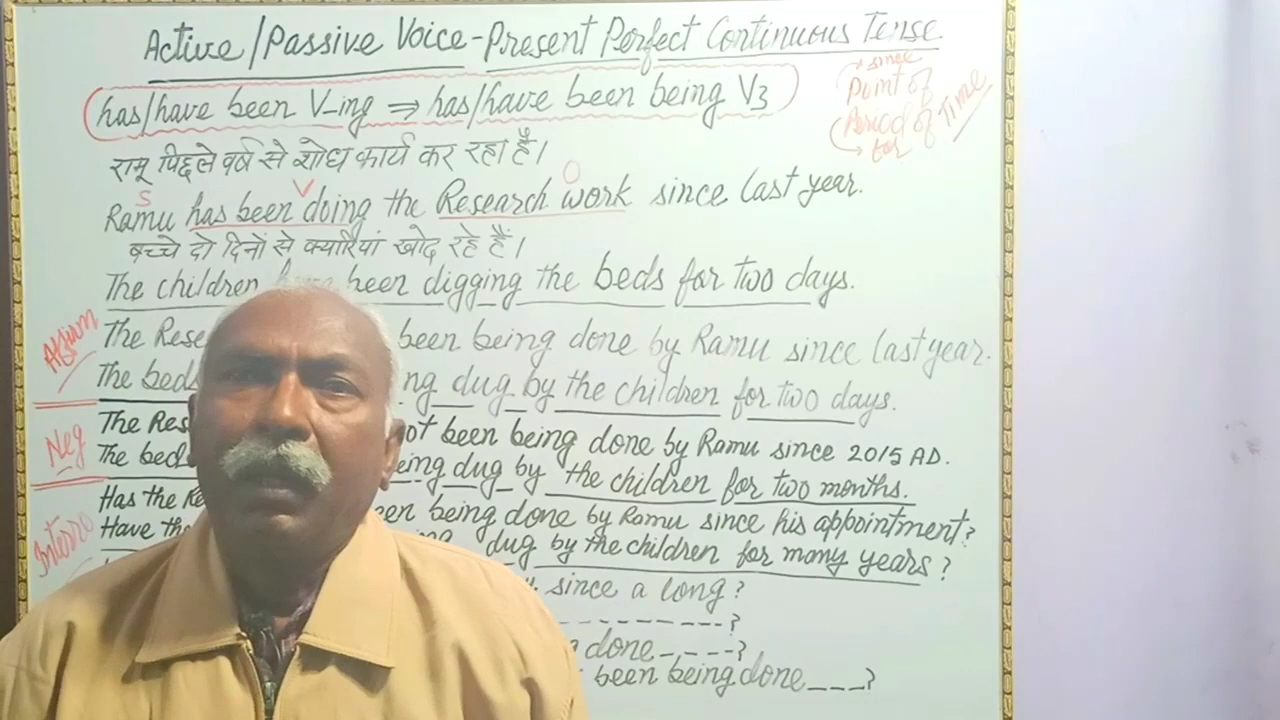 Active/Passive Voice-Present Perfect Continuous Tense
has/have been V-ing ⇒ has/have been being V3
since
Point of
Period of Time
for
रामू पिछले वर्ष से शोध कार्य कर रहा है।
S V O
Ramu has been doing the Research work since last year.
बच्चे दो दिनों से क्यारियां खोद रहे हैं।
The children have been digging the beds for two days.
Affirm
The Rese been being done by Ramu since last year.
The beds ng dug by the children for two days.
Neg
The Res ot been being done by Ramu since 2015 AD.
The bed eing dug by the children for two months.
Interro
Has the Re een being done by Ramu since his appointment?
Have the dug by the children for many years?
since a long?
----------?
done-----?
been being done___?